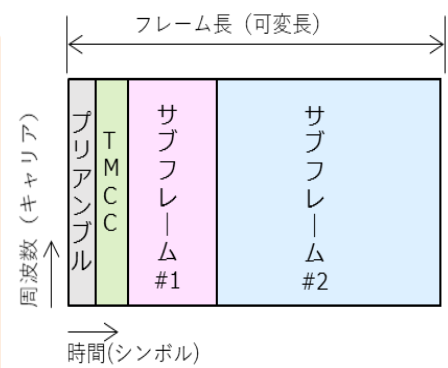 フレーム長（可変長）
プリアンブル
TMCC
サブフレーム
#1
サブフレーム
#2
周波数（キャリア）
時間(シンボル)